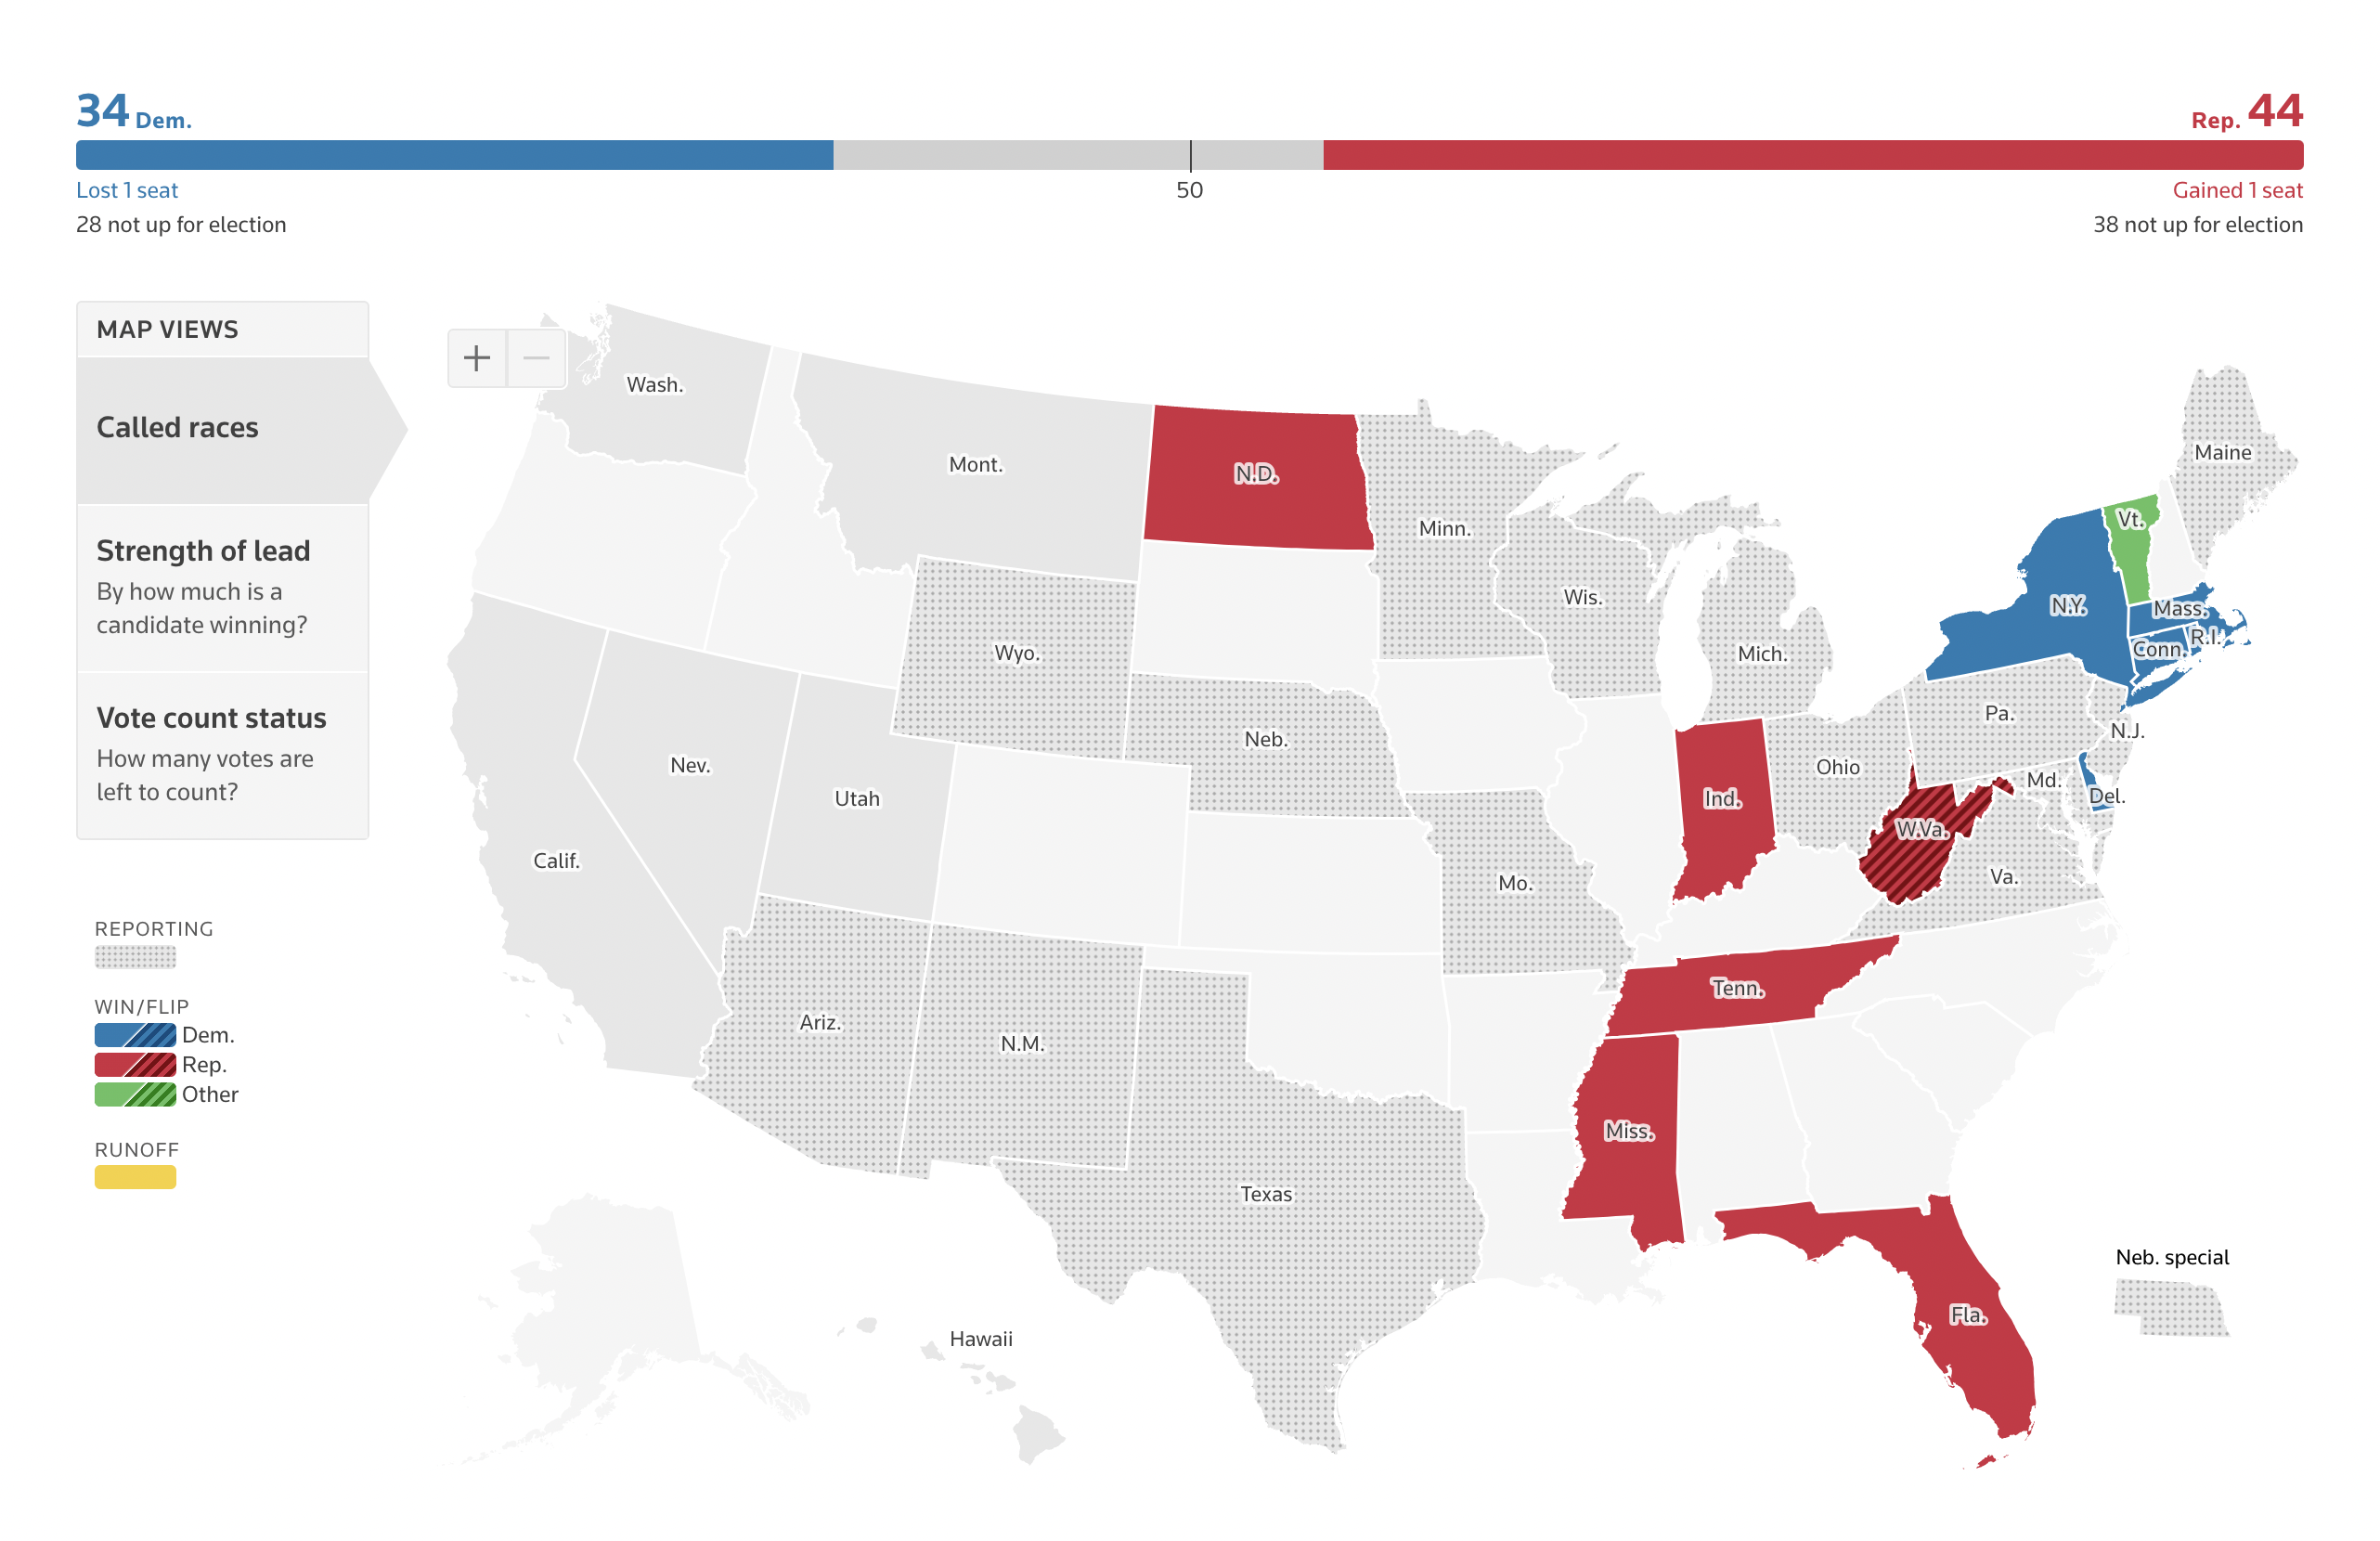 34 Dem.
Rep. 44
Lost 1 seat
50
Gained 1 seat
28 not up for election
38 not up for election
MAP VIEWS
Called races
Strength of lead
By how much is a
candidate winning?
Vote count status
How many votes are
left to count?
REPORTING
WIN/FLIP
Dem.
Rep.
Other
RUNOFF
+
−
Wash.
Mont.
N.D.
Minn.
Maine
Vt.
Wis.
N.Y.
Mass.
R.I.
Conn.
Wyo.
Mich.
Pa.
N.J.
Neb.
Nev.
Utah
Ind.
Ohio
Md.
Del.
W.Va.
Calif.
Mo.
Va.
Tenn.
Ariz.
N.M.
Miss.
Texas
Neb. special
Fla.
Hawaii